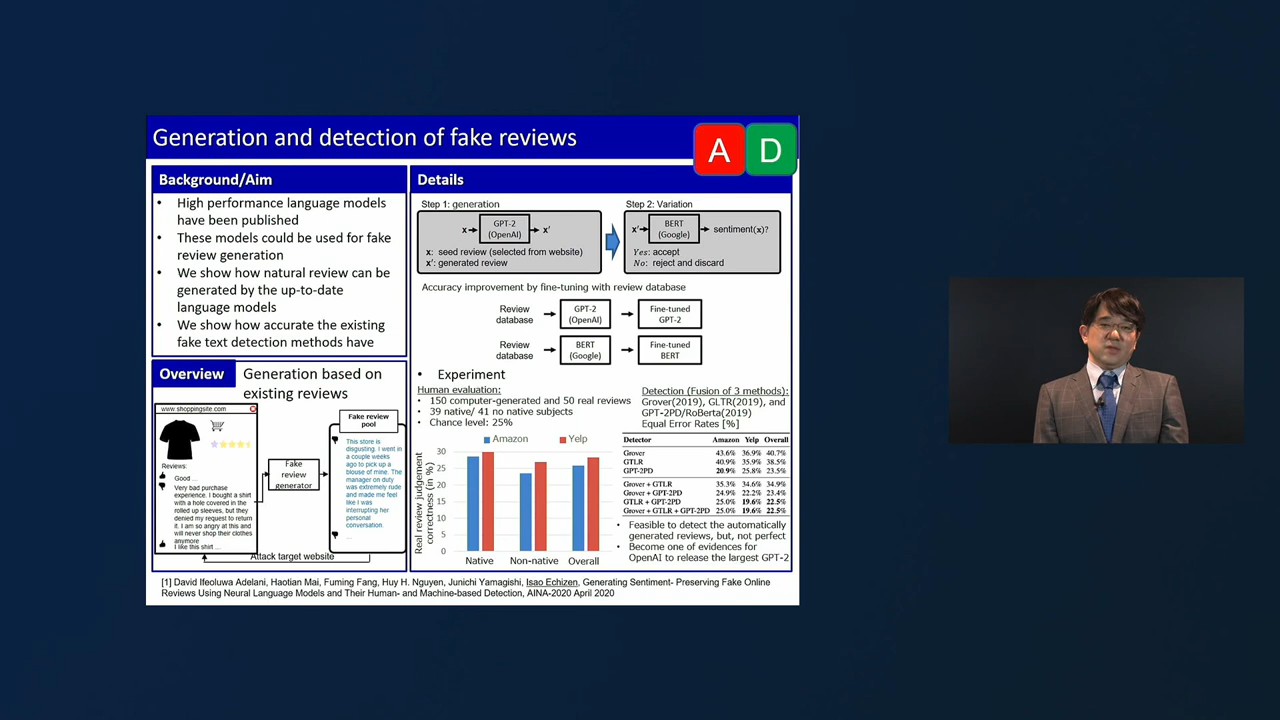 Generation and detection of fake reviews
A D
Background/Aim
• High performance language models
have been published
• These models could be used for fake
review generation
• We show how natural review can be
generated by the up-to-date
language models
• We show how accurate the existing
fake text detection methods have
Overview
Generation based on
existing reviews
www.shoppingsite.com
Reviews:
Good ...
Very bad purchase
experience. I bought a shirt
with a hole covered in the
rolled up sleeves, but they
denied my request to return
it. I am so angry at this and
will never shop their clothes
anymore
I like this shirt ...
Fake
review
generator
Fake review
pool
This store is
disgusting. I went in
a couple weeks
ago to pick up a
blouse of mine. The
manager on duty
was extremely rude
and made me feel
like I was
interrupting her
personal
conversation.
...
Attack target website
Details
Step 1: generation
x
GPT-2
(OpenAI)
x'
x: seed review (selected from website)
x': generated review
Step 2: Variation
x'
BERT
(Google)
sentiment(x)?
Yes: accept
No: reject and discard
Accuracy improvement by fine-tuning with review database
Review
database
GPT-2
(OpenAI)
Fine-tuned
GPT-2
Review
database
BERT
(Google)
Fine-tuned
BERT
• Experiment
Human evaluation:
• 150 computer-generated and 50 real reviews
• 39 native/ 41 no native subjects
• Chance level: 25%
Amazon Yelp
Real review judgement
correctness (in %)
30
25
20
15
10
5
0
Native Non-native Overall
Detection (Fusion of 3 methods):
Grover(2019), GLTR(2019), and
GPT-2PD/RoBerta(2019)
Equal Error Rates [%]
Detector Amazon Yelp Overall
Grover 43.6% 36.9% 40.7%
GTLR 40.9% 35.9% 38.5%
GPT-2PD 20.9% 25.8% 23.5%
Grover + GTLR 35.3% 34.6% 34.9%
Grover + GPT-2PD 24.9% 22.2% 23.4%
GTLR + GPT-2PD 25.0% 19.6% 22.5%
Grover + GTLR + GPT-2PD 25.0% 19.6% 22.5%
• Feasible to detect the automatically
generated reviews, but, not perfect
• Become one of evidences for
OpenAI to release the largest GPT-2
[1] David Ifeoluwa Adelani, Haotian Mai, Fuming Fang, Huy H. Nguyen, Junichi Yamagishi, Isao Echizen, Generating Sentiment- Preserving Fake Online
Reviews Using Neural Language Models and Their Human- and Machine-based Detection, AINA-2020 April 2020